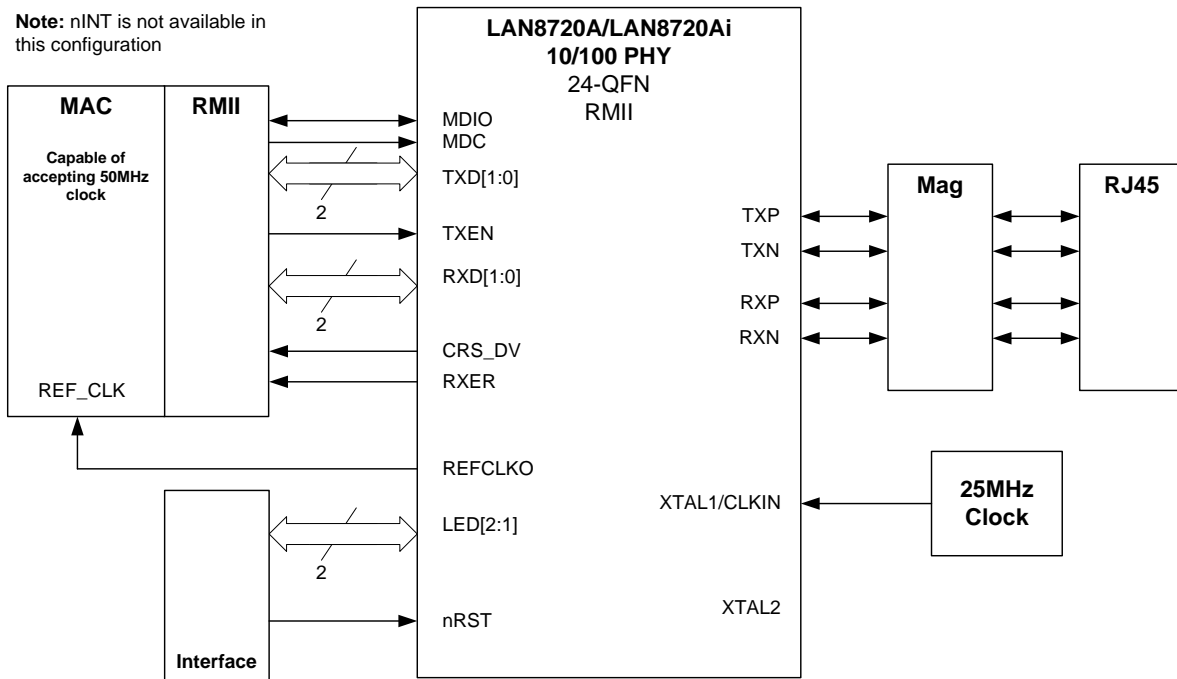 Note: nINT is not available in
this configuration
LAN8720A/LAN8720Ai
10/100 PHY
24-QFN
RMII
MAC
RMII
Capable of
accepting 50MHz
clock
REF_CLK
MDIO
MDC
TXD[1:0]
2
TXEN
RXD[1:0]
2
CRS_DV
RXER
REFCLKO
LED[2:1]
2
nRST
Interface
TXP
TXN
RXP
RXN
Mag
RJ45
XTAL1/CLKIN
25MHz
Clock
XTAL2